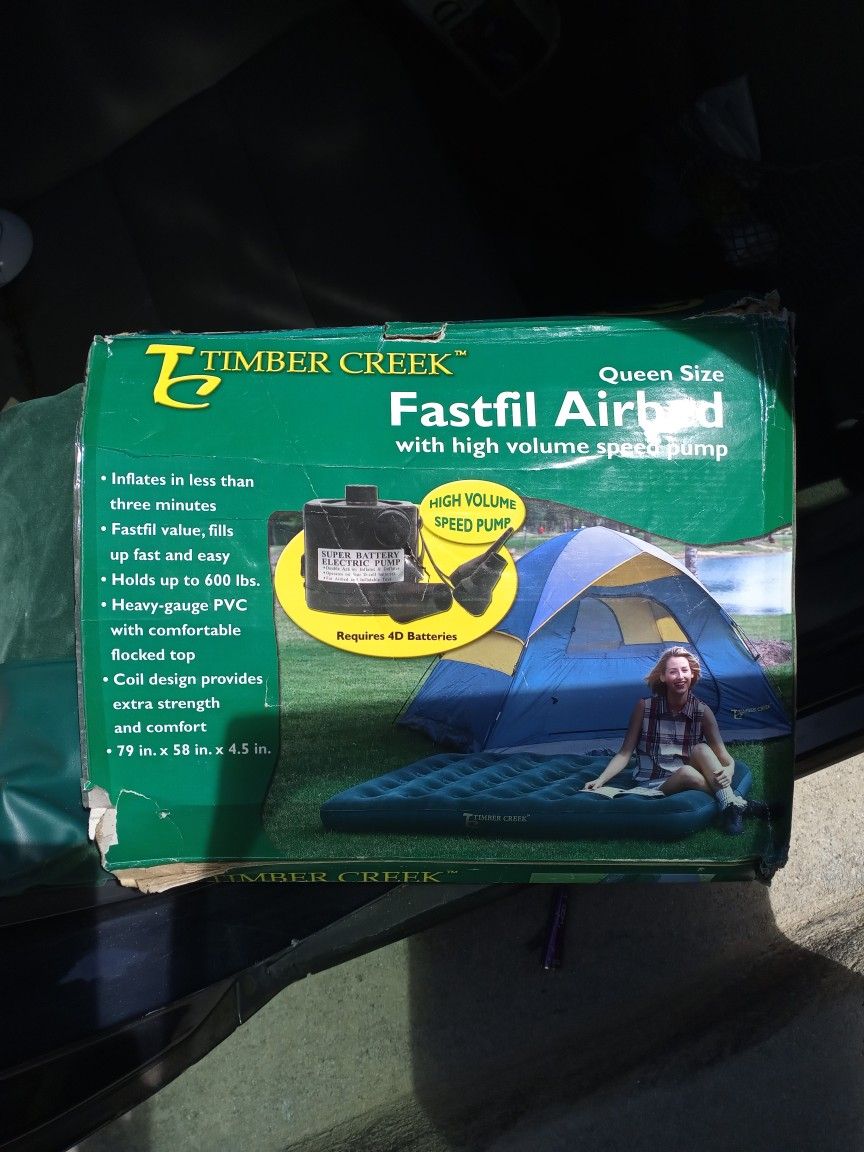 TC TIMBER CREEK™
Queen Size
Fastfil Airbed
with high volume speed pump
• Inflates in less than
three minutes
• Fastfil value, fills
up fast and easy
• Holds up to 600 lbs.
• Heavy-gauge PVC
with comfortable
flocked top
• Coil design provides
extra strength
and comfort
• 79 in. x 58 in. x 4.5 in.
HIGH VOLUME
SPEED PUMP
SUPER BATTERY
ELECTRIC PUMP
Requires 4D Batteries
TIMBER CREEK
TC TIMBER CREEK
TIMBER CREEK™